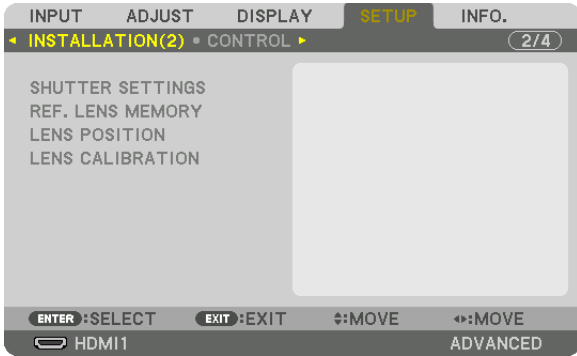 INPUT ADJUST DISPLAY SETUP INFO.
INSTALLATION(2) • CONTROL 2/4
SHUTTER SETTINGS
REF. LENS MEMORY
LENS POSITION
LENS CALIBRATION
ENTER :SELECT EXIT :EXIT :MOVE :MOVE
HDMI1 ADVANCED